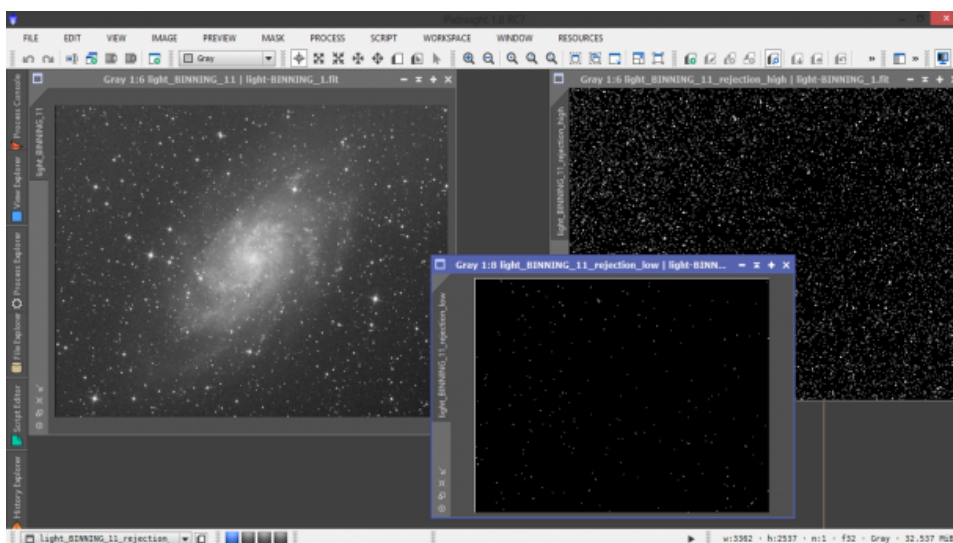 PixInsight 1.8 RC7
FILE EDIT VIEW IMAGE PREVIEW MASK PROCESS SCRIPT WORKSPACE WINDOW RESOURCES
Gray
Gray 1:6 light_BINNING_11 | light-BINNING_1.fit
Gray 1:6 light_BINNING_11_rejection_high | light-BINNING_1.fit
Process Console
View Explorer
Process Explorer
File Explorer
Script Editor
History Explorer
light_BINNING_11
light_BINNING_11_rejection_high
Gray 1:8 light_BINNING_11_rejection_low | light-BINN...
light_BINNING_11_rejection_low
light_BINNING_11_rejection_
w:3362 · h:2537 · n:1 · f32 · Gray · 32.537 MiB